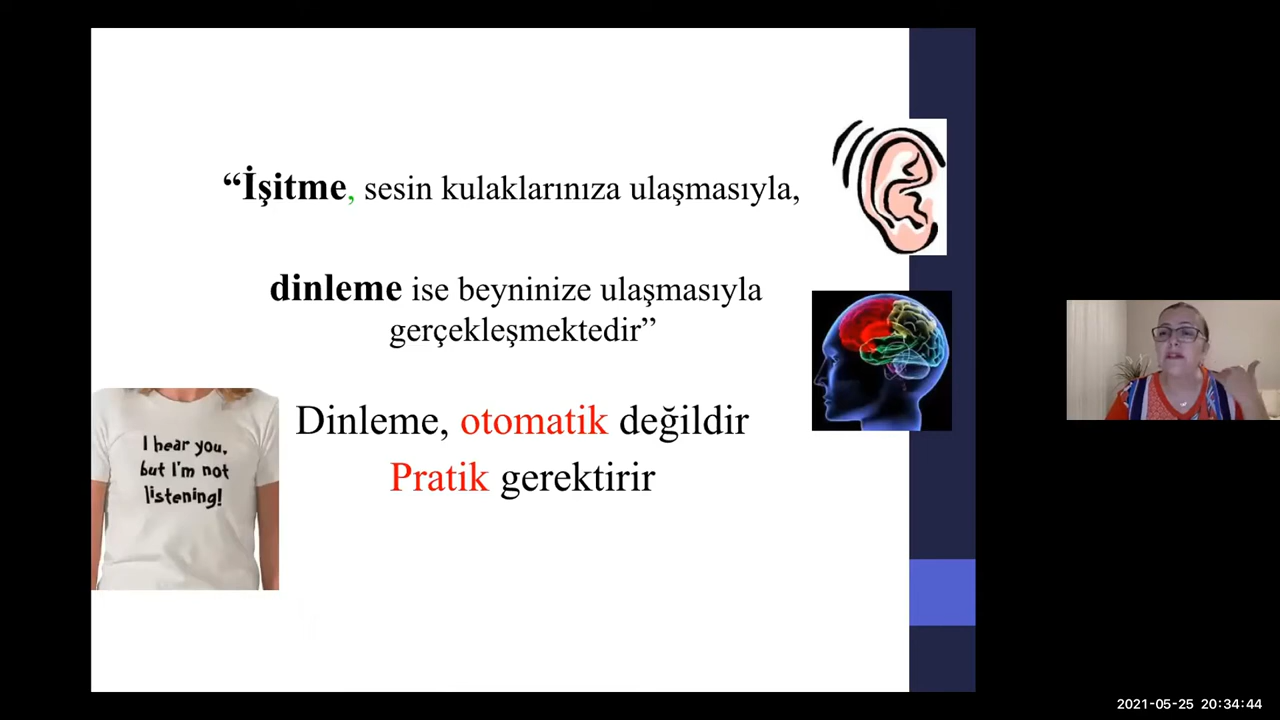 “İşitme, sesin kulaklarınıza ulaşmasıyla,
dinleme ise beyninize ulaşmasıyla
gerçekleşmektedir”
Dinleme, otomatik değildir
Pratik gerektirir
I hear you,
but I'm not
listening!
2021-05-25 20:34:44